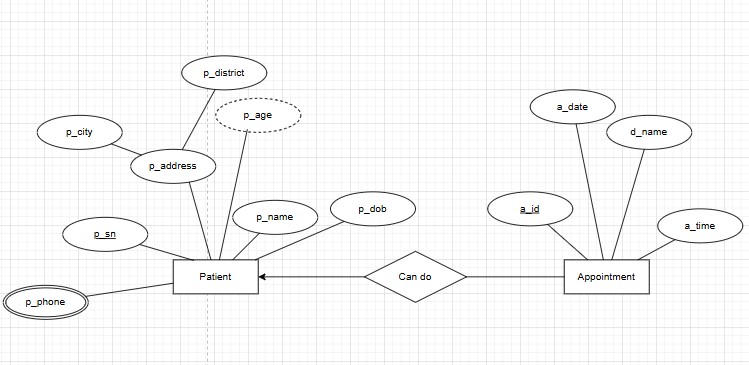 p_district
a_date
p_age
p_city
d_name
p_address
p_name
p_dob
a_id
a_time
p_sn
Patient
Can do
Appointment
p_phone